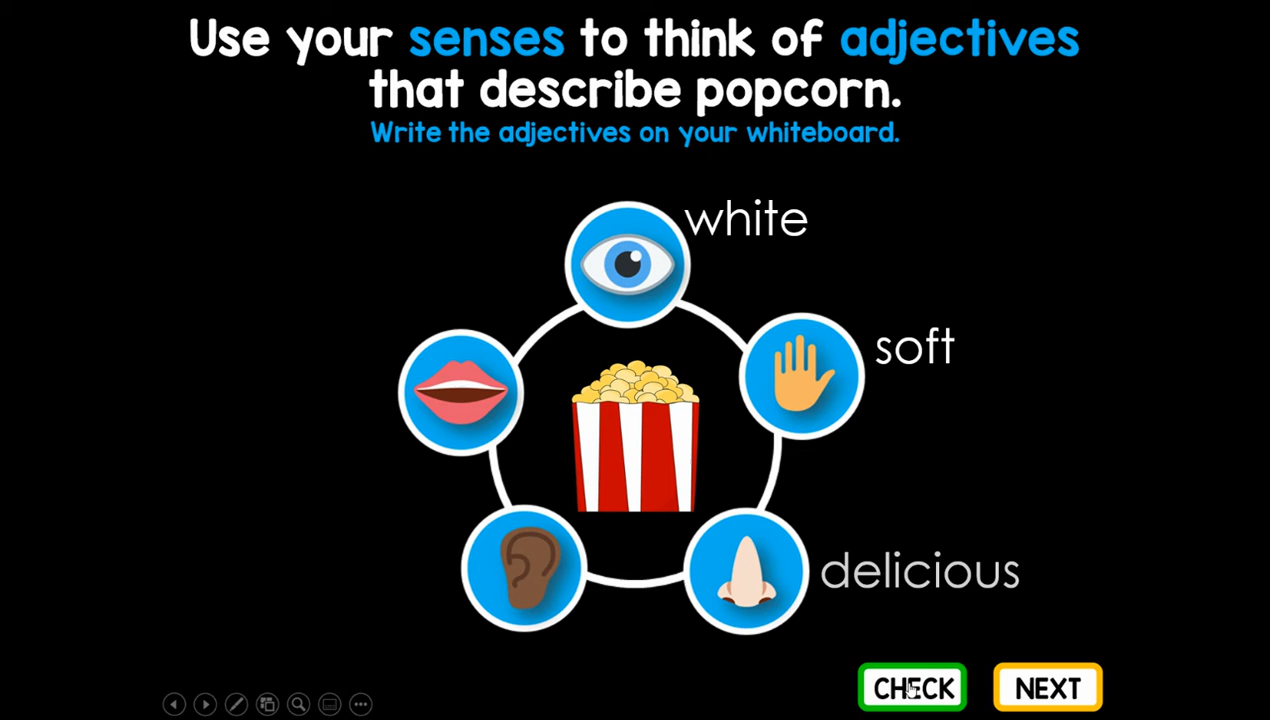 Use your senses to think of adjectives
that describe popcorn.
Write the adjectives on your whiteboard.
white
soft
delicious
CHECK
NEXT